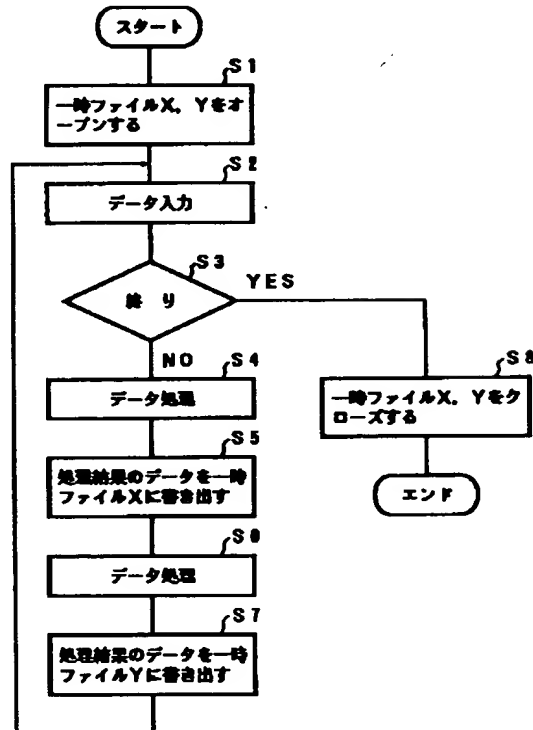 スタート
S1
一時ファイルX，Yをオ
ープンする
S2
データ入力
S3
終り
YES
NO
S4
データ処理
S5
処理結果のデータを一時
ファイルXに書き出す
S6
データ処理
S7
処理結果のデータを一時
ファイルYに書き出す
S8
一時ファイルX，Yをク
ローズする
エンド